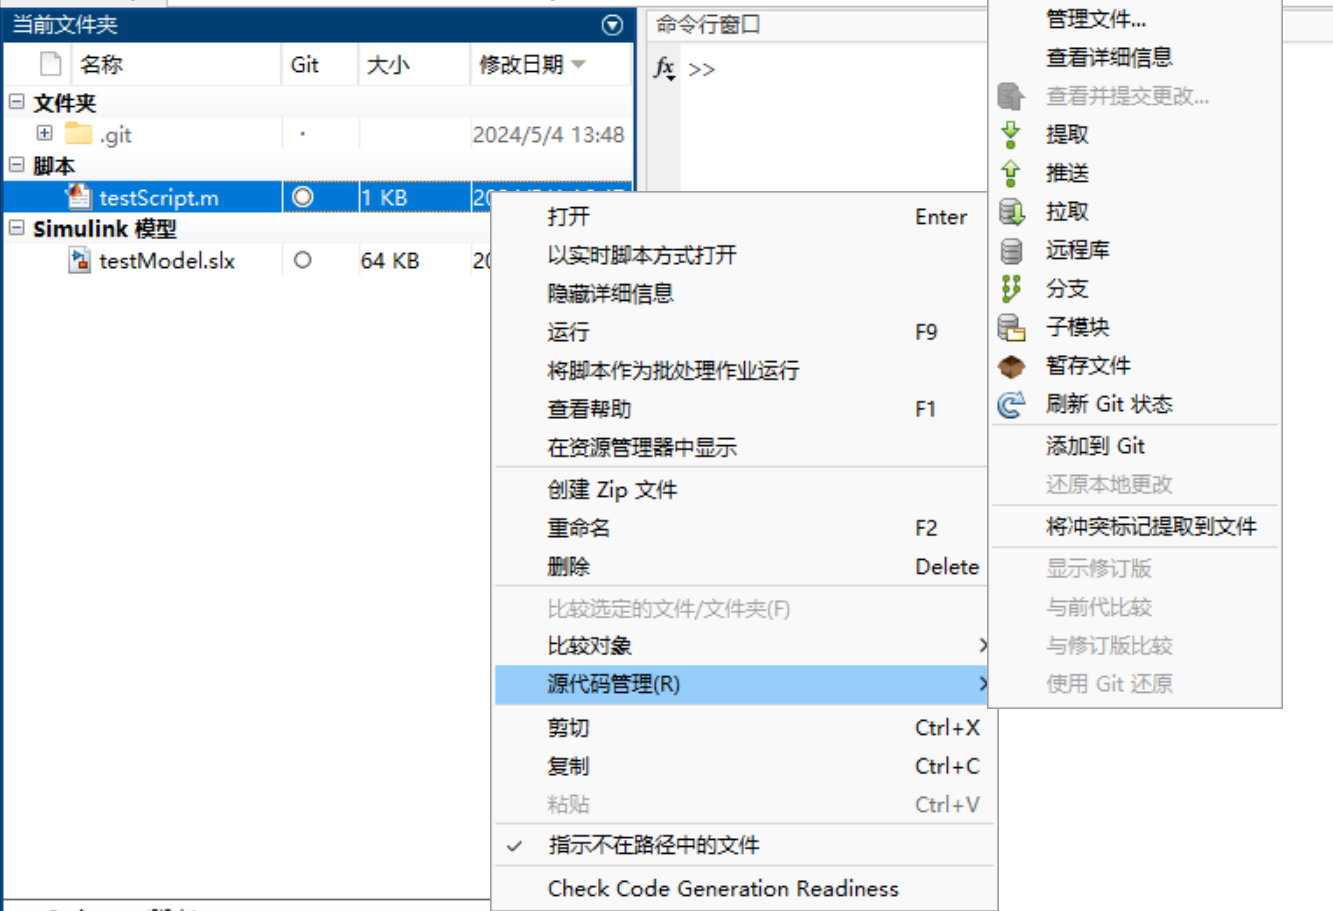 当前文件夹
名称 Git 大小 修改日期
文件夹
.git 2024/5/4 13:48
脚本
testScript.m 1 KB
Simulink 模型
testModel.slx 64 KB
命令行窗口
fx >>
打开 Enter
以实时脚本方式打开
隐藏详细信息
运行 F9
将脚本作为批处理作业运行
查看帮助 F1
在资源管理器中显示
创建 Zip 文件
重命名 F2
删除 Delete
比较选定的文件/文件夹(F)
比较对象
源代码管理(R)
剪切 Ctrl+X
复制 Ctrl+C
粘贴 Ctrl+V
指示不在路径中的文件
Check Code Generation Readiness
管理文件...
查看详细信息
查看并提交更改...
提取
推送
拉取
远程库
分支
子模块
暂存文件
刷新 Git 状态
添加到 Git
还原本地更改
将冲突标记提取到文件
显示修订版
与前代比较
与修订版比较
使用 Git 还原